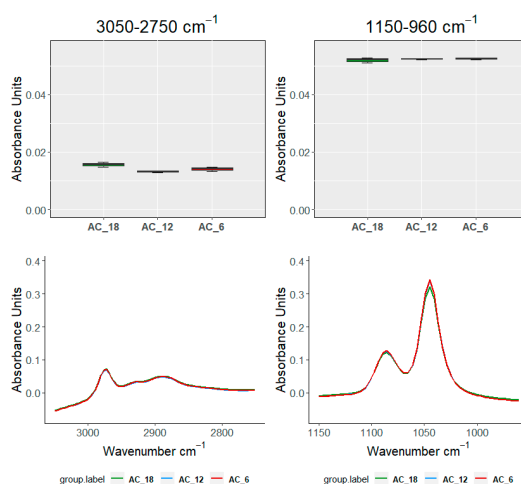 3050-2750 cm⁻¹
1150-960 cm⁻¹
Absorbance Units
0.04
0.02
0.00
AC_18 AC_12 AC_6
Absorbance Units
0.04
0.02
0.00
AC_18 AC_12 AC_6
Absorbance Units
0.4
0.3
0.2
0.1
0.0
3000 2900 2800
Wavenumber cm⁻¹
Absorbance Units
0.4
0.3
0.2
0.1
0.0
1150 1100 1050 1000
Wavenumber cm⁻¹
group.label AC_18 AC_12 AC_6
group.label AC_18 AC_12 AC_6